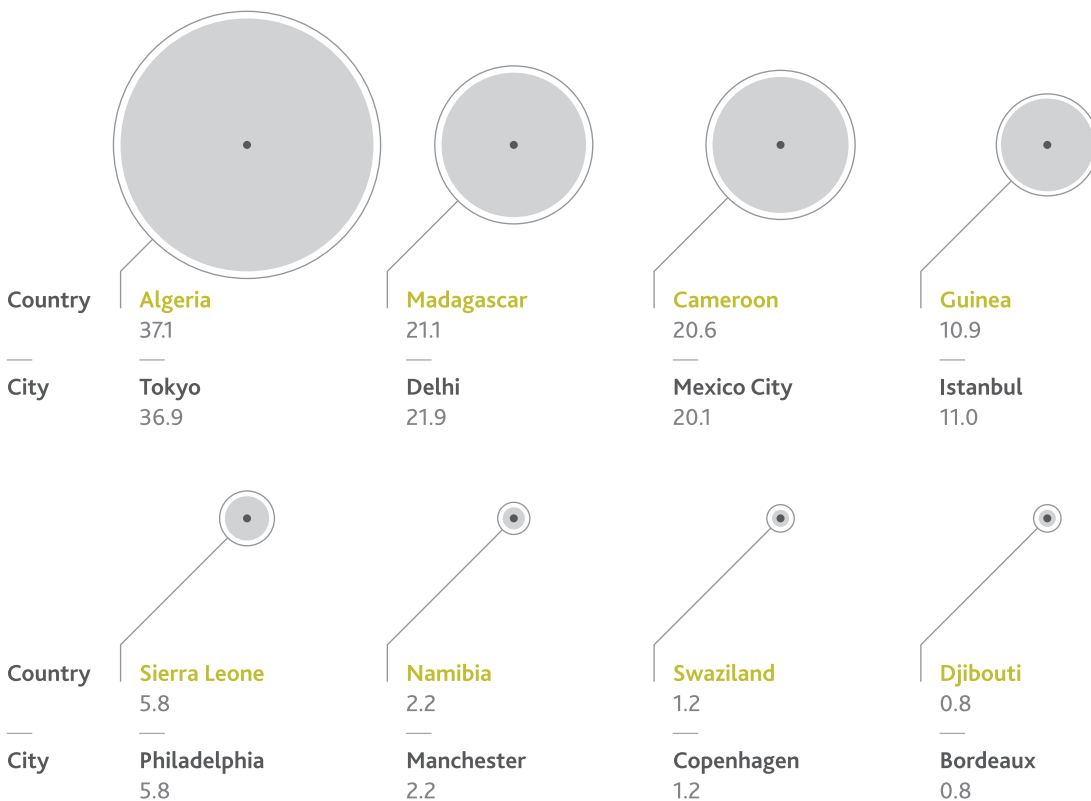 Country Algeria Madagascar Cameroon Guinea
37.1 21.1 20.6 10.9
City Tokyo Delhi Mexico City Istanbul
36.9 21.9 20.1 11.0
Country Sierra Leone Namibia Swaziland Djibouti
5.8 2.2 1.2 0.8
City Philadelphia Manchester Copenhagen Bordeaux
5.8 2.2 1.2 0.8